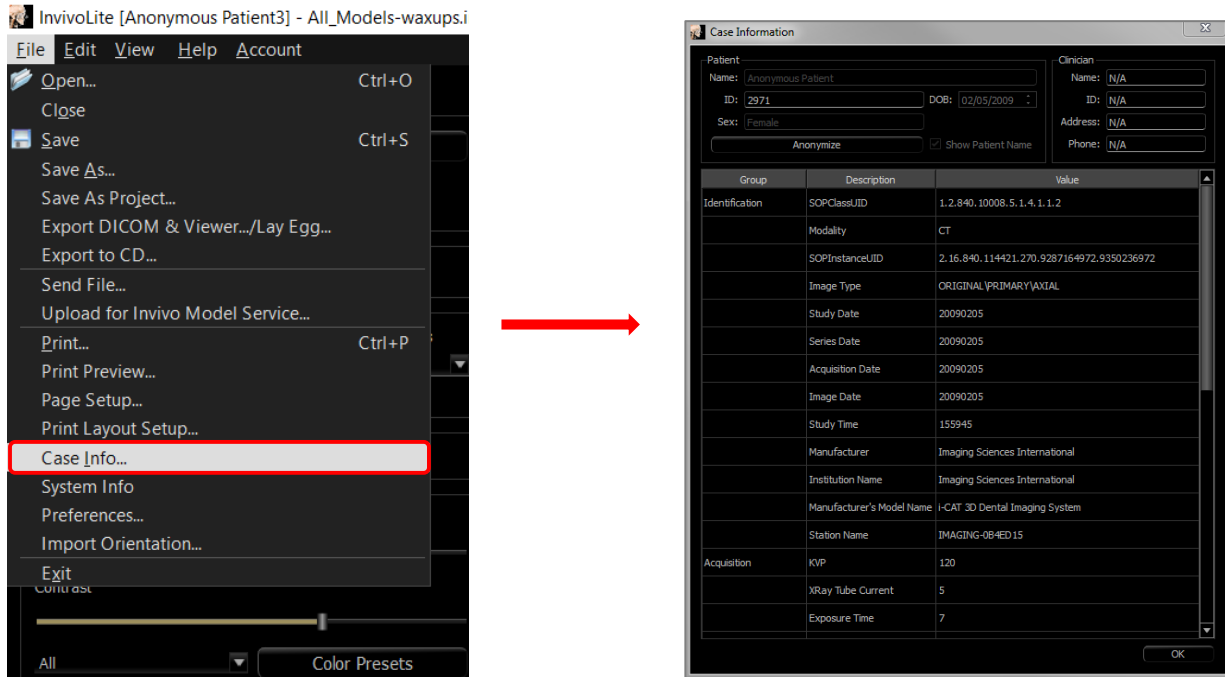 InvivoLite [Anonymous Patient3] - All_Models-waxups.i
File Edit View Help Account
Open... Ctrl+O
Close
Save Ctrl+S
Save As...
Save As Project...
Export DICOM & Viewer.../Lay Egg...
Export to CD...
Send File...
Upload for Invivo Model Service...
Print... Ctrl+P
Print Preview...
Page Setup...
Print Layout Setup...
Case Info...
System Info
Preferences...
Import Orientation...
Exit
Contrast
All Color Presets
Case Information
Patient
Name: Anonymous Patient
ID: 2971 DOB: 02/05/2009
Sex: Female
Anonymize Show Patient Name
Clinician
Name: N/A
ID: N/A
Address: N/A
Phone: N/A
Group Description Value
Identification SOPClassUID 1.2.840.10008.5.1.4.1.1.2
Modality CT
SOPInstanceUID 2.16.840.114421.270.9287164972.9350236972
Image Type ORIGINAL\PRIMARY\AXIAL
Study Date 20090205
Series Date 20090205
Acquisition Date 20090205
Image Date 20090205
Study Time 155945
Manufacturer Imaging Sciences International
Institution Name Imaging Sciences International
Manufacturer's Model Name i-CAT 3D Dental Imaging System
Station Name IMAGING-0B4ED15
Acquisition KVP 120
XRay Tube Current 5
Exposure Time 7
OK